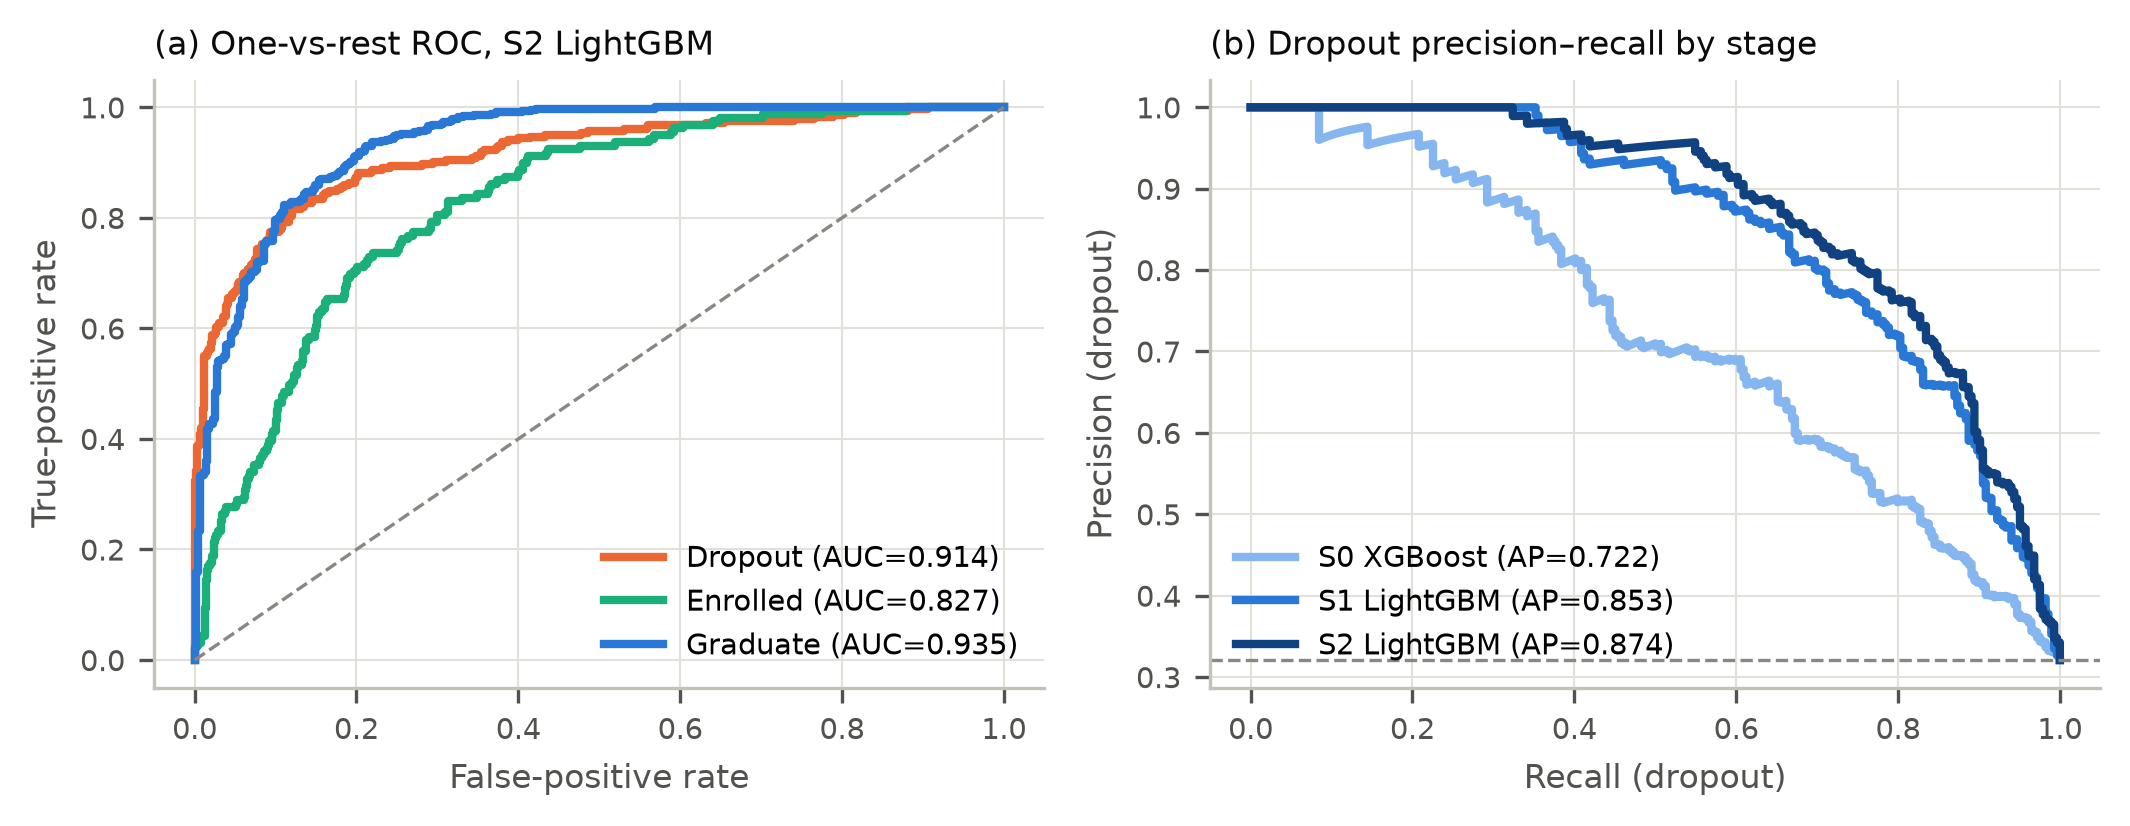 (a) One-vs-rest ROC, S2 LightGBM
True-positive rate
1.0
0.8
0.6
0.4
0.2
0.0
Dropout (AUC=0.914)
Enrolled (AUC=0.827)
Graduate (AUC=0.935)
0.0 0.2 0.4 0.6 0.8 1.0
False-positive rate
(b) Dropout precision–recall by stage
Precision (dropout)
1.0
0.9
0.8
0.7
0.6
0.5
0.4
0.3
S0 XGBoost (AP=0.722)
S1 LightGBM (AP=0.853)
S2 LightGBM (AP=0.874)
0.0 0.2 0.4 0.6 0.8 1.0
Recall (dropout)